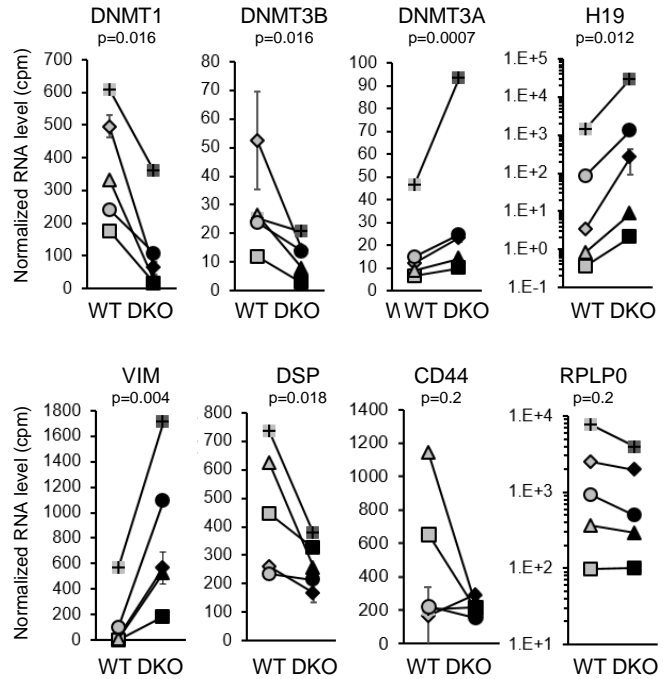 DNMT1 DNMT3B DNMT3A H19
p=0.016 p=0.016 p=0.0007 p=0.012
Normalized RNA level (cpm)
700 80 100 1.E+5
600 70 90 1.E+4
500 60 80 1.E+3
400 50 70 1.E+2
300 40 60 1.E+1
200 30 50 1.E+0
100 20 40 1.E-1
0 10 30
0 20
10
0
WT DKO WT DKO WT DKO WT DKO
VIM DSP CD44 RPLP0
p=0.004 p=0.018 p=0.2 p=0.2
Normalized RNA level (cpm)
1800 800 1400 1.E+4
1600 700 1200 1.E+3
1400 600 1000 1.E+2
1200 500 800 1.E+1
1000 400 600
800 300 400
600 200 200
400 100 0
200 0
0
WT DKO WT DKO WT DKO WT DKO